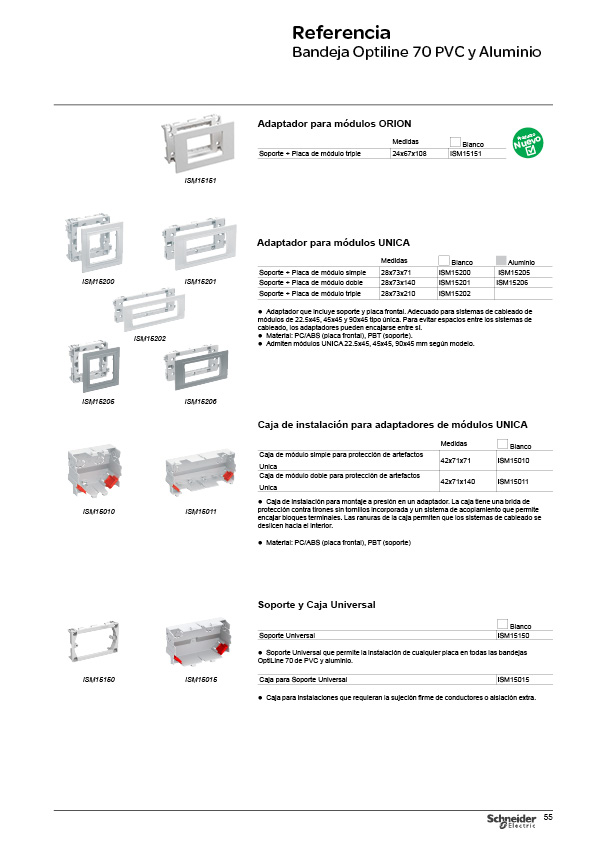 Referencia
Bandeja Optiline 70 PVC y Aluminio
Adaptador para módulos ORION
Medidas Blanco
Soporte + Placa de módulo triple 24x67x108 ISM15151
Producto
Nuevo
ISM15151
Adaptador para módulos UNICA
Medidas Blanco Aluminio
Soporte + Placa de módulo simple 28x73x71 ISM15200 ISM15205
Soporte + Placa de módulo doble 28x73x140 ISM15201 ISM15206
Soporte + Placa de módulo triple 28x73x210 ISM15202
ISM15200 ISM15201
ISM15202
ISM15205 ISM15206
● Adaptador que incluye soporte y placa frontal. Adecuado para sistemas de cableado de
módulos de 22.5x45, 45x45 y 90x45 tipo única. Para evitar espacios entre los sistemas de
cableado, los adaptadores pueden encajarse entre sí.
● Material: PC/ABS (placa frontal), PBT (soporte).
● Admiten módulos UNICA 22.5x45, 45x45, 90x45 mm según modelo.
Caja de instalación para adaptadores de módulos UNICA
Medidas Blanco
Caja de módulo simple para protección de artefactos
Unica 42x71x71 ISM15010
Caja de módulo doble para protección de artefactos
Unica 42x71x140 ISM15011
ISM15010 ISM15011
● Caja de instalación para montaje a presión en un adaptador. La caja tiene una brida de
protección contra tirones sin tornillos incorporada y un sistema de acoplamiento que permite
encajar bloques terminales. Las ranuras de la caja permiten que los sistemas de cableado se
deslicen hacia el interior.
● Material: PC/ABS (placa frontal), PBT (soporte)
Soporte y Caja Universal
Blanco
Soporte Universal ISM15150
● Soporte Universal que permite la instalación de cualquier placa en todas las bandejas
OptiLine 70 de PVC y aluminio.
Caja para Soporte Universal ISM15015
ISM15150 ISM15015
● Caja para instalaciones que requieran la sujeción firme de conductores o aislación extra.
Schneider
Electric
55